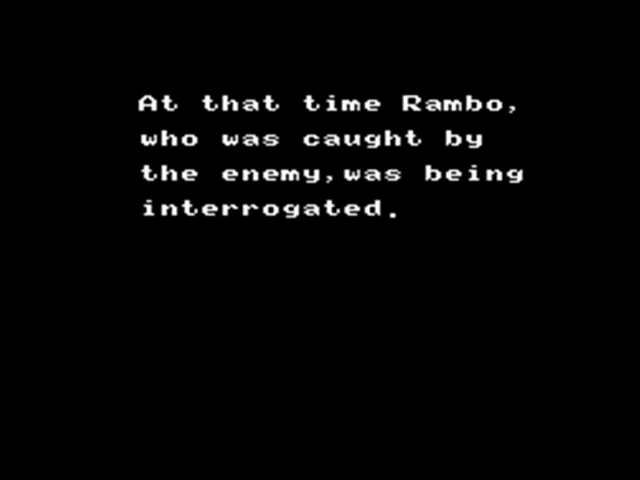 At that time Rambo,
who was caught by
the enemy,was being
interrogated.